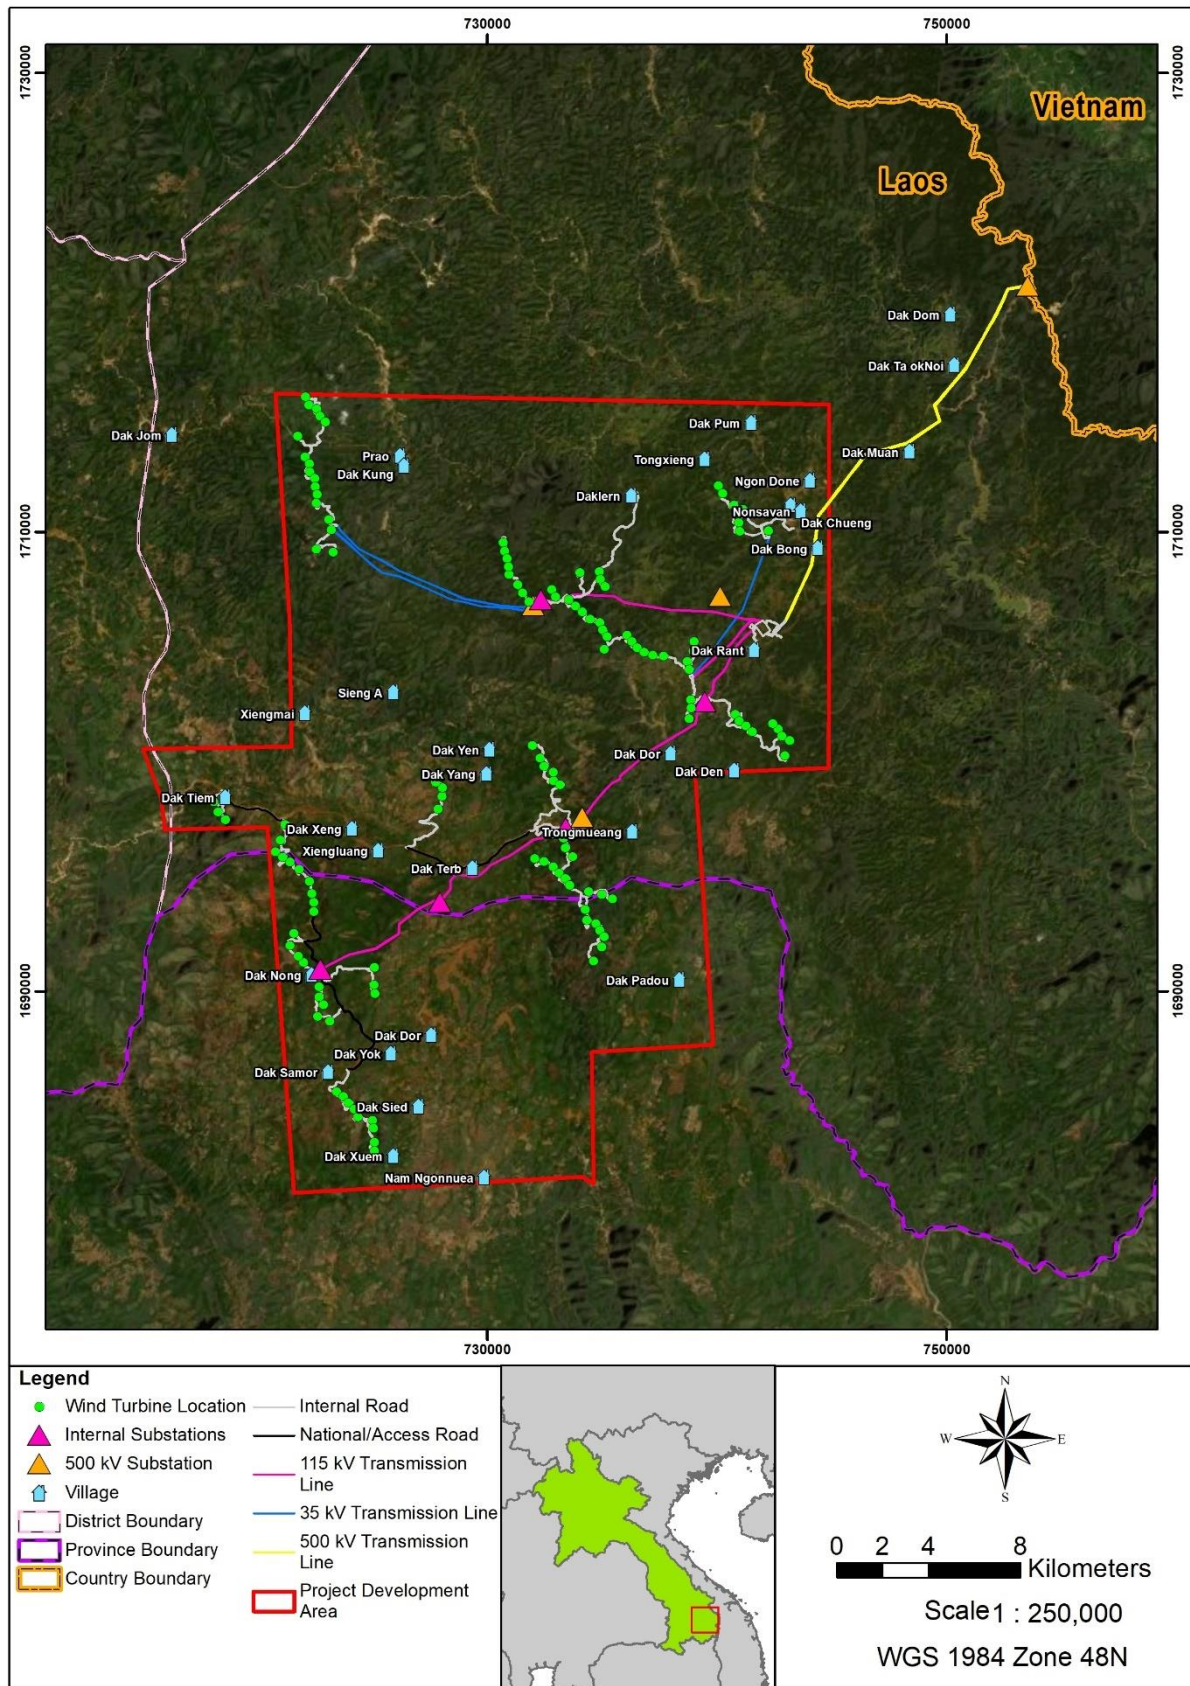 730000
750000
1730000
1730000
Vietnam
Laos
Dak Dom
Dak Ta okNoi
Dak Jom
Dak Pum
Dak Muan
Prao
Dak Kung
Tongxieng
Ngon Done
Daklern
Nonsavan
Dak Chueng
1710000
1710000
Dak Bong
Dak Rant
Sieng A
Xiengmai
Dak Yen
Dak Dor
Dak Yang
Dak Den
Dak Tiem
Dak Xeng
Trongmueang
Xiengluang
Dak Terb
Dak Nong
Dak Padou
1690000
1690000
Dak Dor
Dak Yok
Dak Samor
Dak Sied
Dak Xuem
Nam Ngonnuea
730000
750000
Legend
Wind Turbine Location
Internal Substations
500 kV Substation
Village
District Boundary
Province Boundary
Country Boundary
Internal Road
National/Access Road
115 kV Transmission
Line
35 kV Transmission Line
500 kV Transmission
Line
Project Development
Area
N
W
E
S
0 2 4 8
Kilometers
Scale 1 : 250,000
WGS 1984 Zone 48N